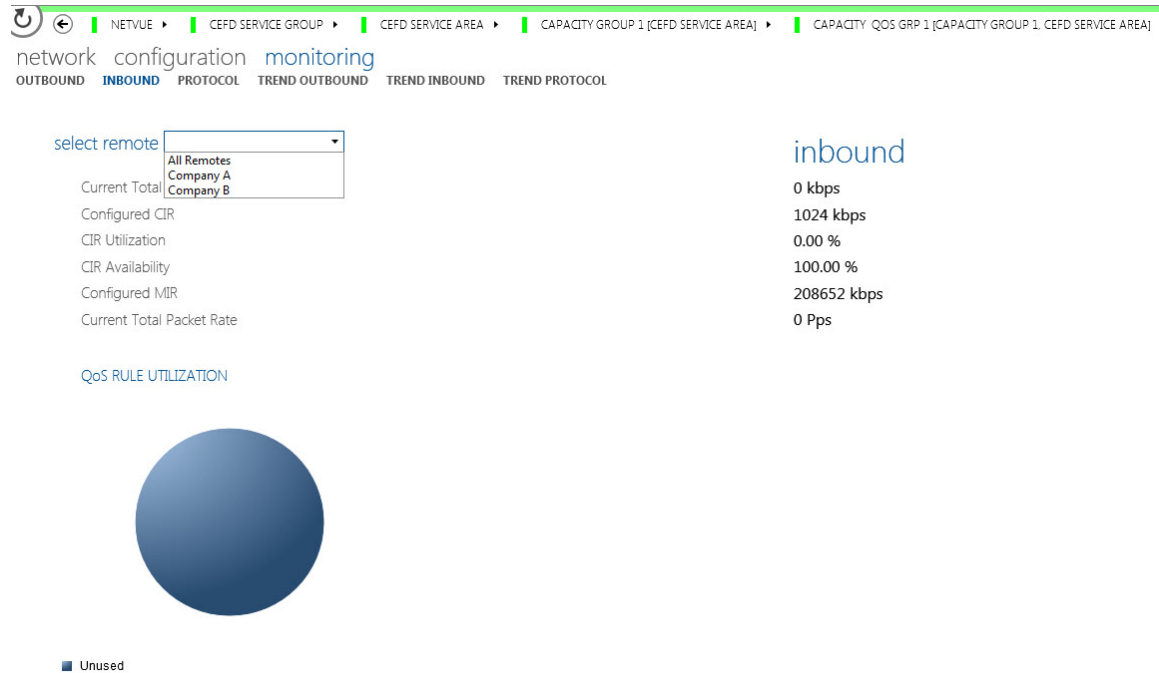 NETVUE CEFD SERVICE GROUP CEFD SERVICE AREA CAPACITY GROUP 1 [CEFD SERVICE AREA] CAPACITY QOS GRP 1 [CAPACITY GROUP 1, CEFD SERVICE AREA]
network configuration monitoring
OUTBOUND INBOUND PROTOCOL TREND OUTBOUND TREND INBOUND TREND PROTOCOL
select remote
inbound
All Remotes
Company A
Company B
Current Total 0 kbps
Configured CIR 1024 kbps
CIR Utilization 0.00 %
CIR Availability 100.00 %
Configured MIR 208652 kbps
Current Total Packet Rate 0 Pps
QoS RULE UTILIZATION
Unused